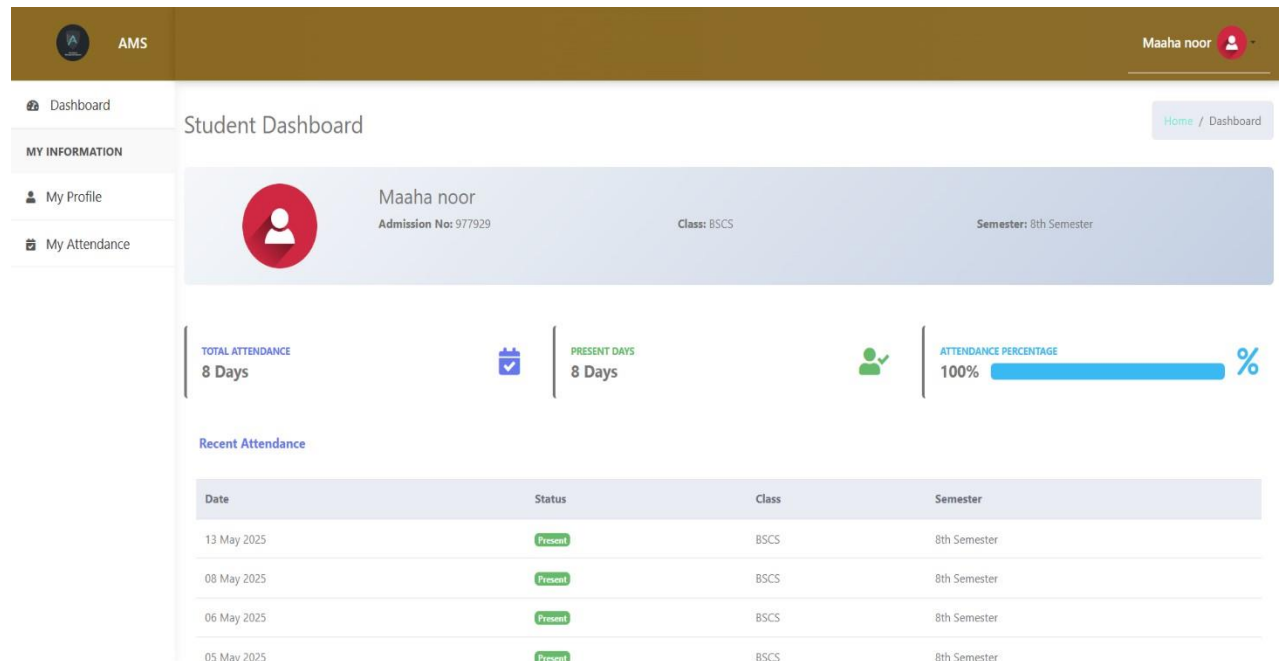 AMS
Maaha noor
Dashboard
MY INFORMATION
My Profile
My Attendance
Student Dashboard
Home / Dashboard
Maaha noor
Admission No: 977929 Class: BSCS Semester: 8th Semester
TOTAL ATTENDANCE
8 Days
PRESENT DAYS
8 Days
ATTENDANCE PERCENTAGE
100%
%
Recent Attendance
Date Status Class Semester
13 May 2025 Present BSCS 8th Semester
08 May 2025 Present BSCS 8th Semester
06 May 2025 Present BSCS 8th Semester
05 May 2025 Present BSCS 8th Semester